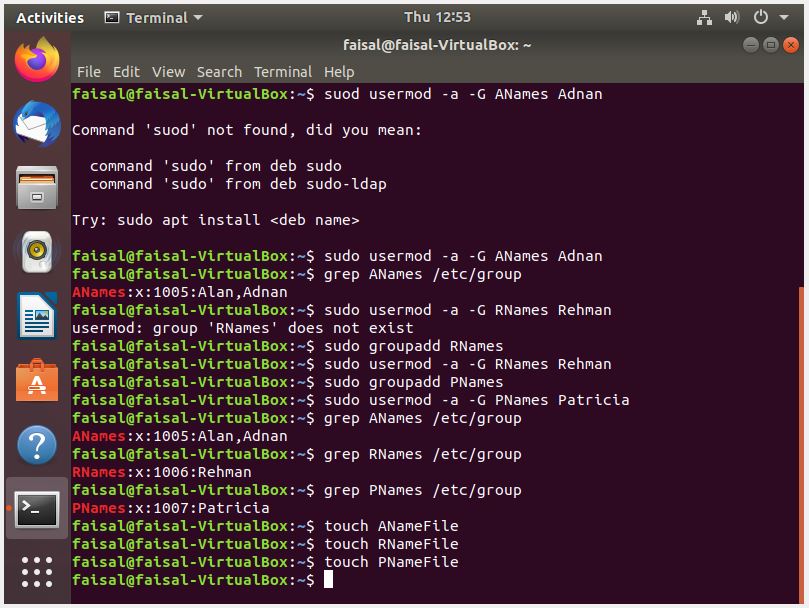 Activities Terminal Thu 12:53
faisal@faisal-VirtualBox: ~
File Edit View Search Terminal Help
faisal@faisal-VirtualBox:~$ suod usermod -a -G ANames Adnan
Command 'suod' not found, did you mean:
command 'sudo' from deb sudo
command 'sudo' from deb sudo-ldap
Try: sudo apt install <deb name>
faisal@faisal-VirtualBox:~$ sudo usermod -a -G ANames Adnan
faisal@faisal-VirtualBox:~$ grep ANames /etc/group
ANames:x:1005:Alan,Adnan
faisal@faisal-VirtualBox:~$ sudo usermod -a -G RNames Rehman
usermod: group 'RNames' does not exist
faisal@faisal-VirtualBox:~$ sudo groupadd RNames
faisal@faisal-VirtualBox:~$ sudo usermod -a -G RNames Rehman
faisal@faisal-VirtualBox:~$ sudo groupadd PNames
faisal@faisal-VirtualBox:~$ sudo usermod -a -G PNames Patricia
faisal@faisal-VirtualBox:~$ grep ANames /etc/group
ANames:x:1005:Alan,Adnan
faisal@faisal-VirtualBox:~$ grep RNames /etc/group
RNames:x:1006:Rehman
faisal@faisal-VirtualBox:~$ grep PNames /etc/group
PNames:x:1007:Patricia
faisal@faisal-VirtualBox:~$ touch ANameFile
faisal@faisal-VirtualBox:~$ touch RNameFile
faisal@faisal-VirtualBox:~$ touch PNameFile
faisal@faisal-VirtualBox:~$